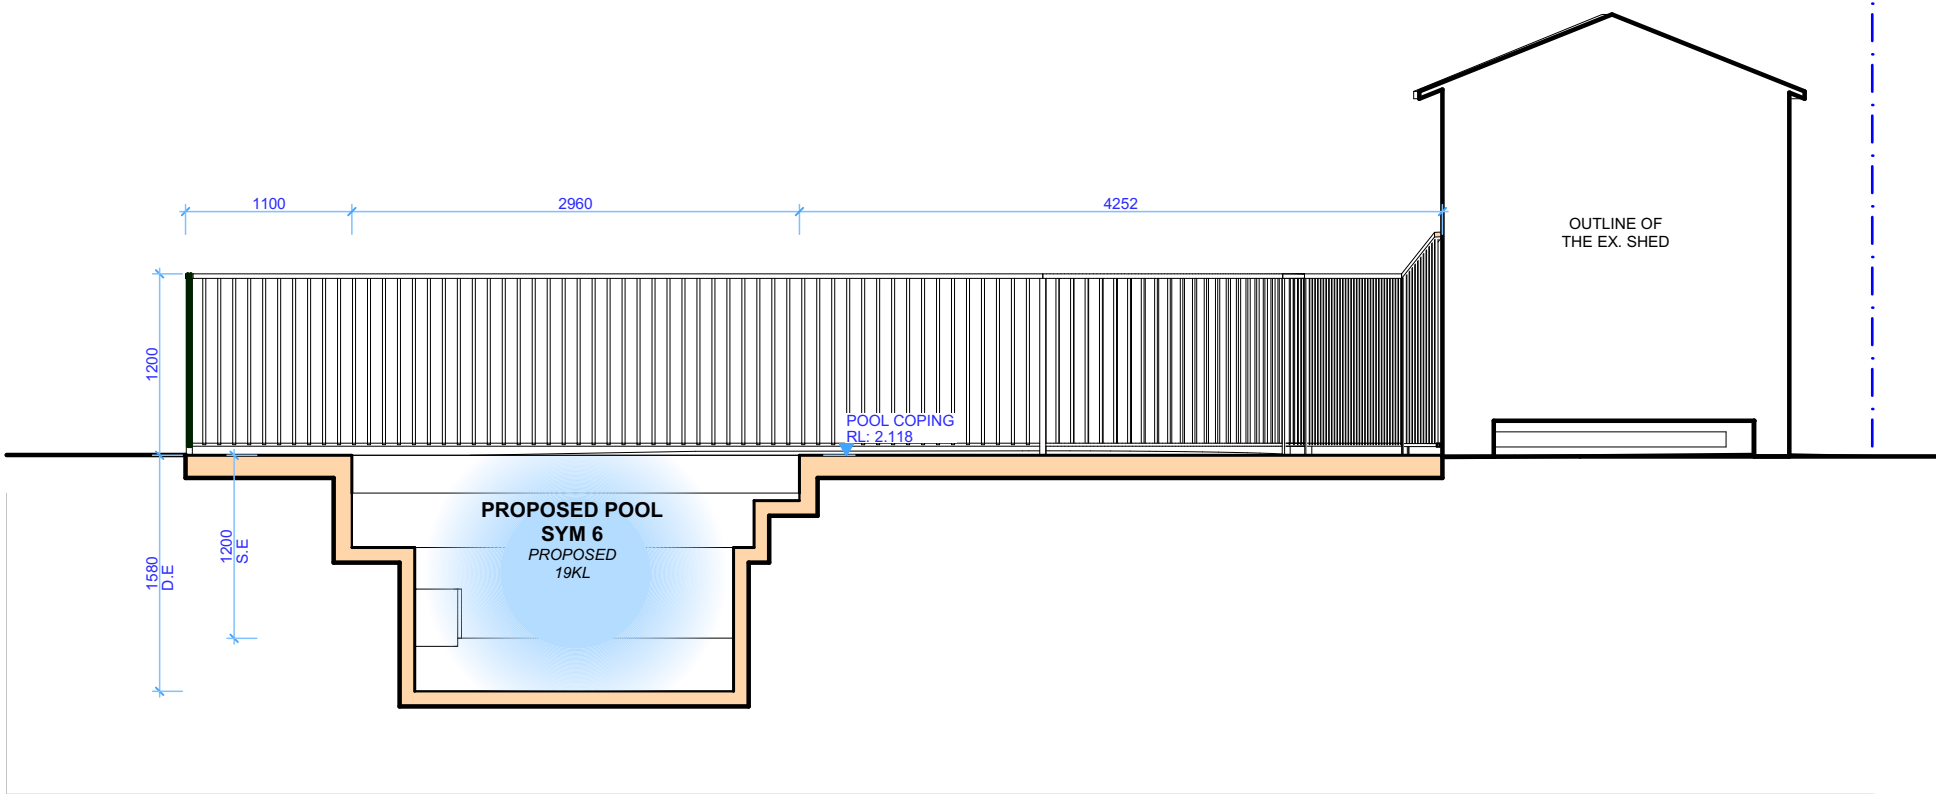 1100
2960
4252
OUTLINE OF
THE EX. SHED
1200
POOL COPING
RL: 2.118
PROPOSED POOL
SYM 6
PROPOSED
19KL
1200
S.E
1580
D.E